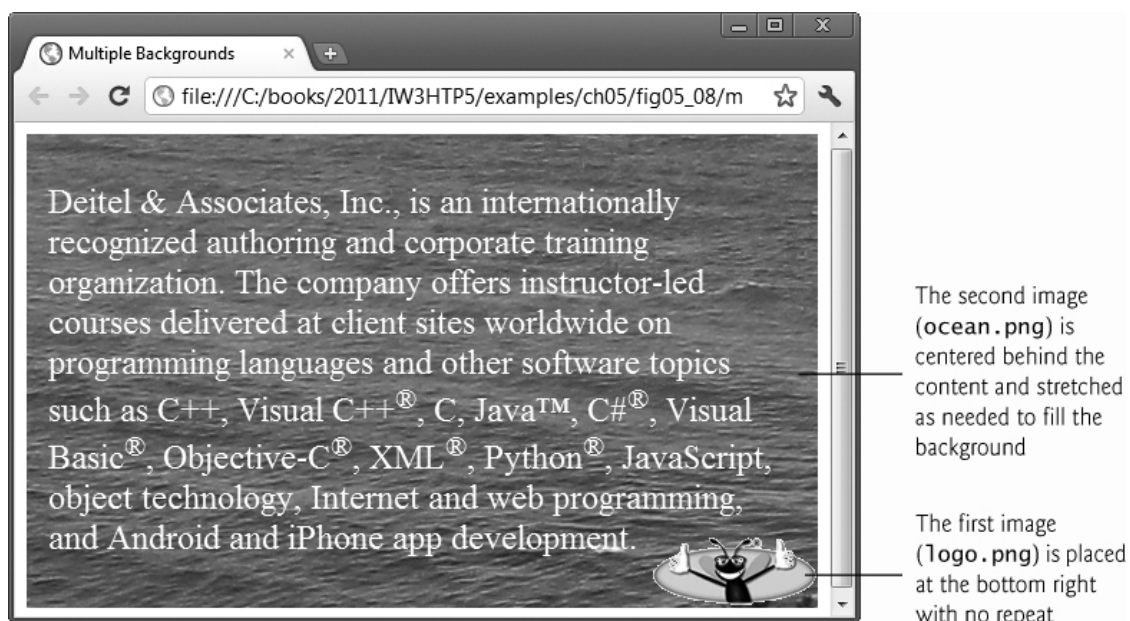 Multiple Backgrounds
file:///C:/books/2011/IW3HTP5/examples/ch05/fig05_08/m
Deitel & Associates, Inc., is an internationally
recognized authoring and corporate training
organization. The company offers instructor-led
courses delivered at client sites worldwide on
programming languages and other software topics
such as C++, Visual C++®, C, Java™, C#®, Visual
Basic®, Objective-C®, XML®, Python®, JavaScript,
object technology, Internet and web programming,
and Android and iPhone app development.
The second image
(ocean.png) is
centered behind the
content and stretched
as needed to fill the
background
The first image
(logo.png) is placed
at the bottom right
with no repeat